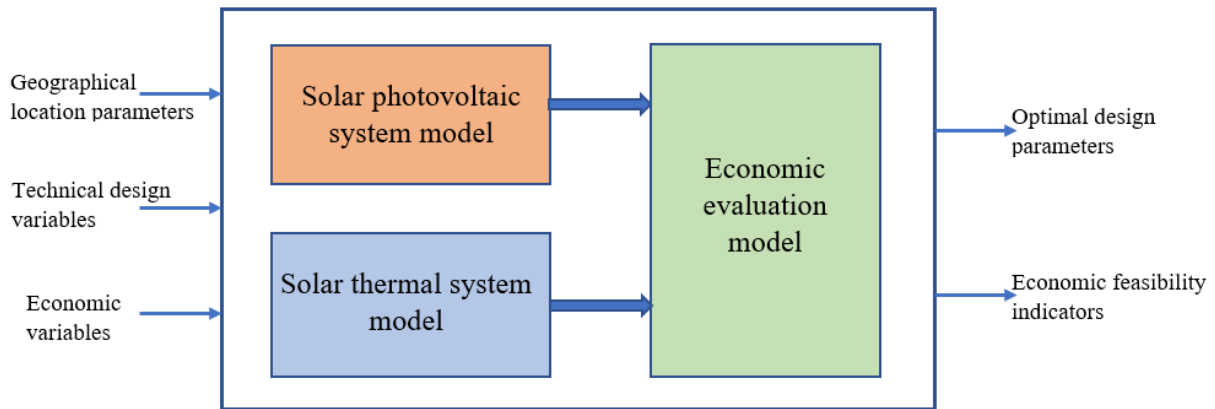 Geographical
location parameters
Technical design
variables
Economic
variables
Solar photovoltaic
system model
Solar thermal system
model
Economic
evaluation
model
Optimal design
parameters
Economic feasibility
indicators